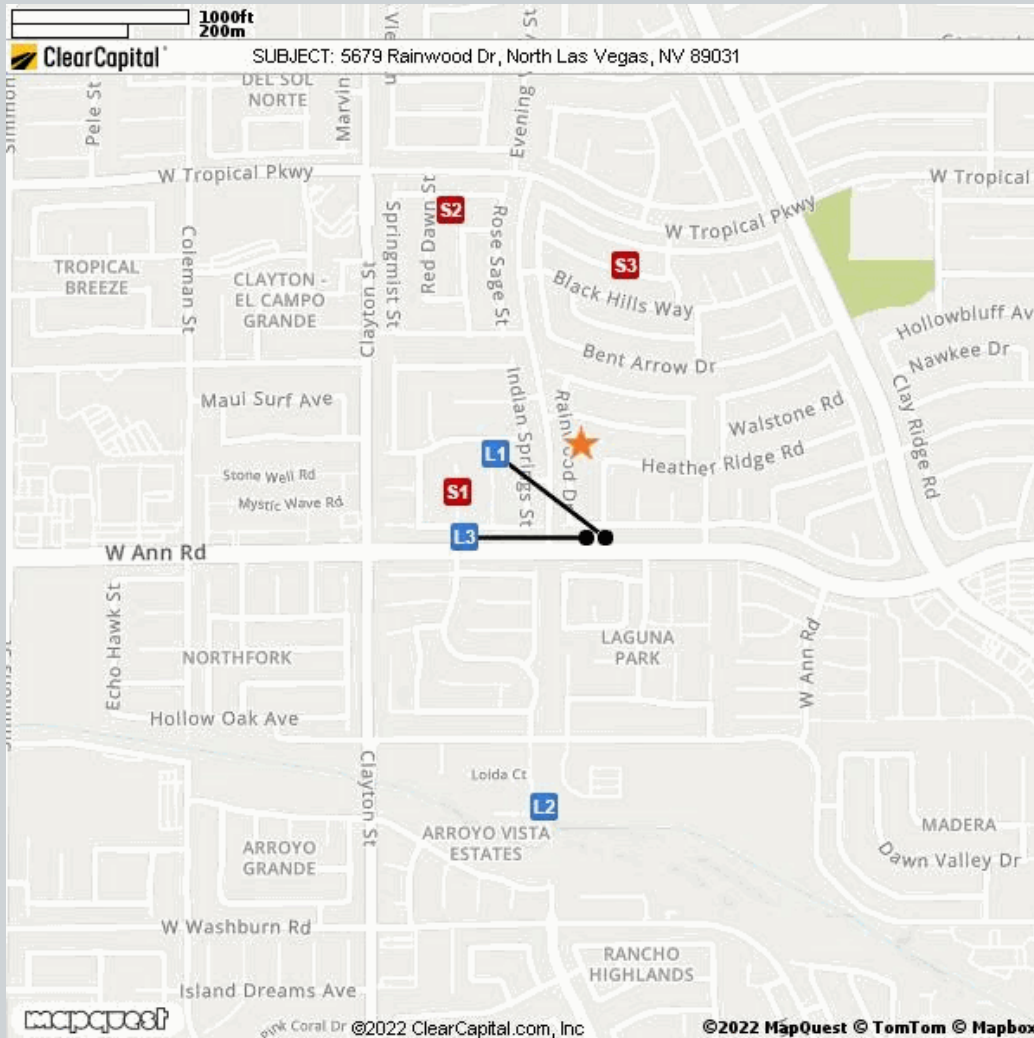 1000ft
200m
ClearCapital
SUBJECT: 5679 Rainwood Dr, North Las Vegas, NV 89031
DEL SOL
NORTE
Pele St
Marvin
Evening
W Tropical Pkwy
W Tropical
Red Dawn St
S2
Rose Sage St
W Tropical Pkwy
S3
TROPICAL
BREEZE
Coleman St
CLAYTON -
EL CAMPO
GRANDE
Clayton St
Springmist St
Black Hills Way
Hollowbluff Av
Nawkee Dr
Bent Arrow Dr
Indian Springs St
Rainwood Dr
Maui Surf Ave
Walstone Rd
Clay Ridge Rd
L1
Heather Ridge Rd
Stone Well Rd
S1
Mystic Wave Rd
L3
W Ann Rd
Echo Hawk St
NORTHFORK
LAGUNA
PARK
W Ann Rd
Hollow Oak Ave
Clayton St
Loida Ct
L2
ARROYO VISTA
ESTATES
ARROYO
GRANDE
MADERA
Dawn Valley Dr
W Washburn Rd
RANCHO
HIGHLANDS
Island Dreams Ave
mapquest
Pink Coral Dr
©2022 ClearCapital.com, Inc
©2022 MapQuest © TomTom © Mapbox